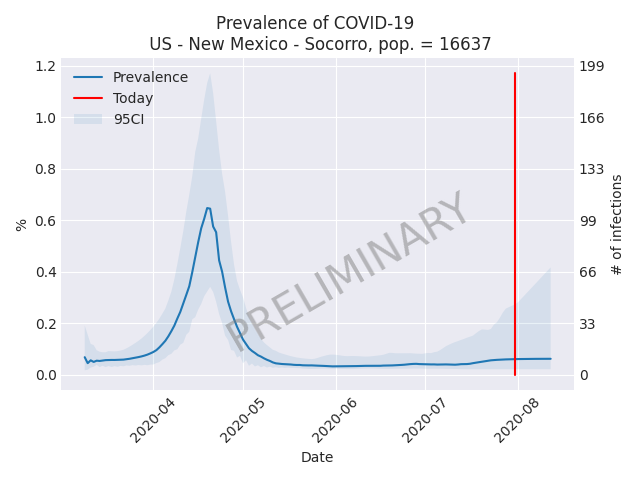 Prevalence of COVID-19
US - New Mexico - Socorro, pop. = 16637
Prevalence
Today
95CI
PRELIMINARY
%
1.2
1.0
0.8
0.6
0.4
0.2
0.0
199
166
133
99
66
33
0
# of infections
2020-04
2020-05
2020-06
2020-07
2020-08
Date